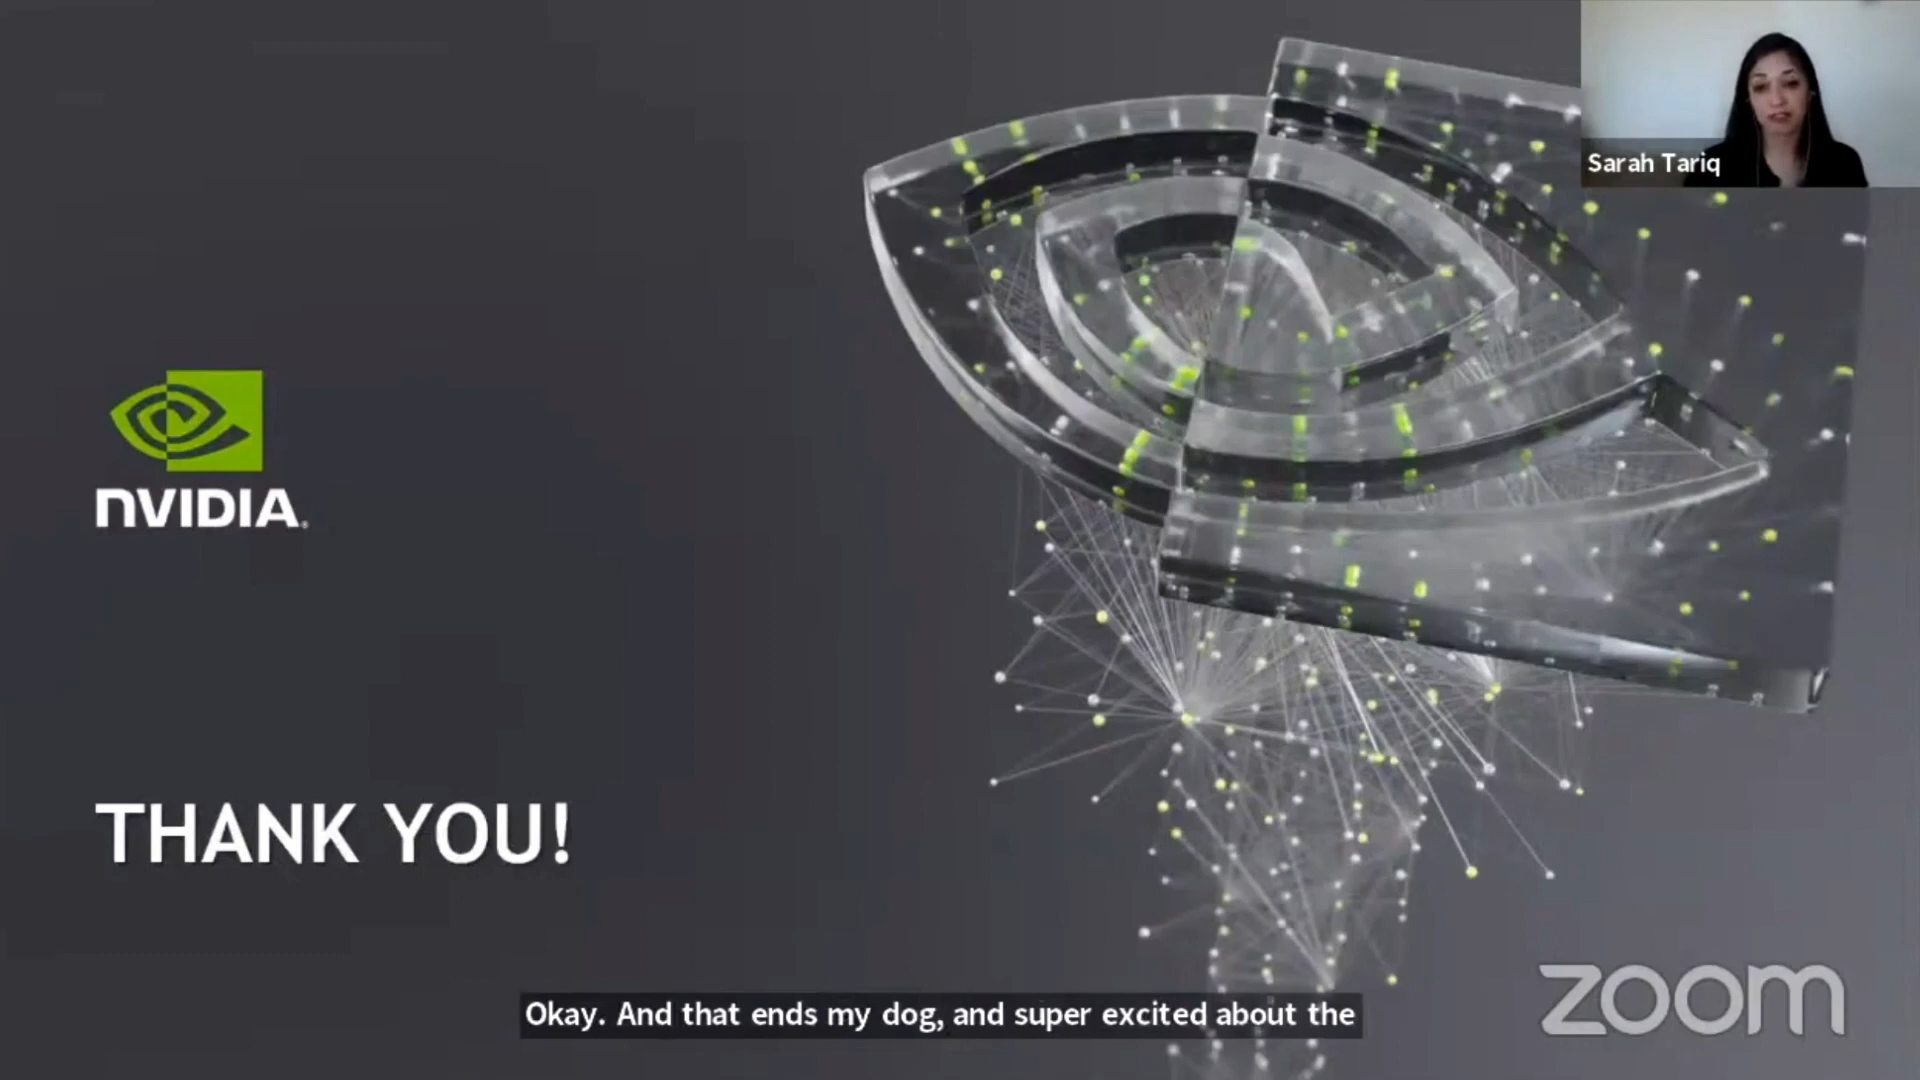 Sarah Tariq
NVIDIA.
THANK YOU!
Okay. And that ends my dog, and super excited about the
zoom